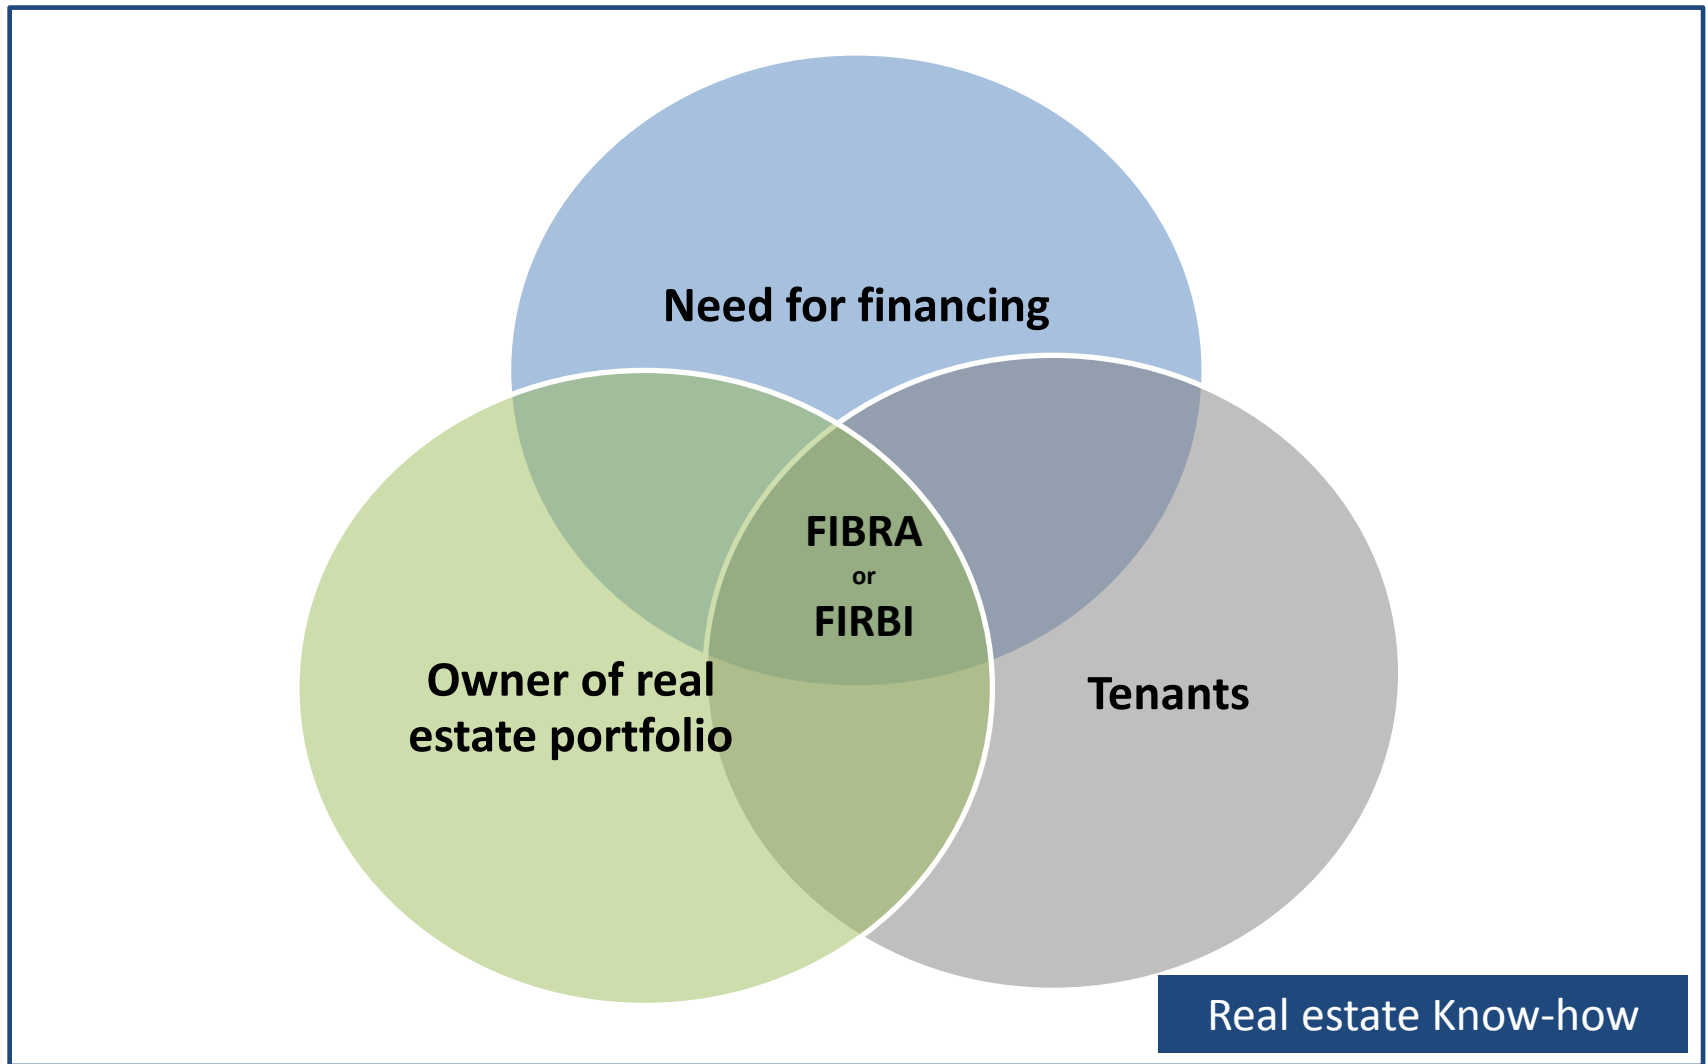 Need for financing
FIBRA
or
FIRBI
Owner of real
estate portfolio
Tenants
Real estate Know-how